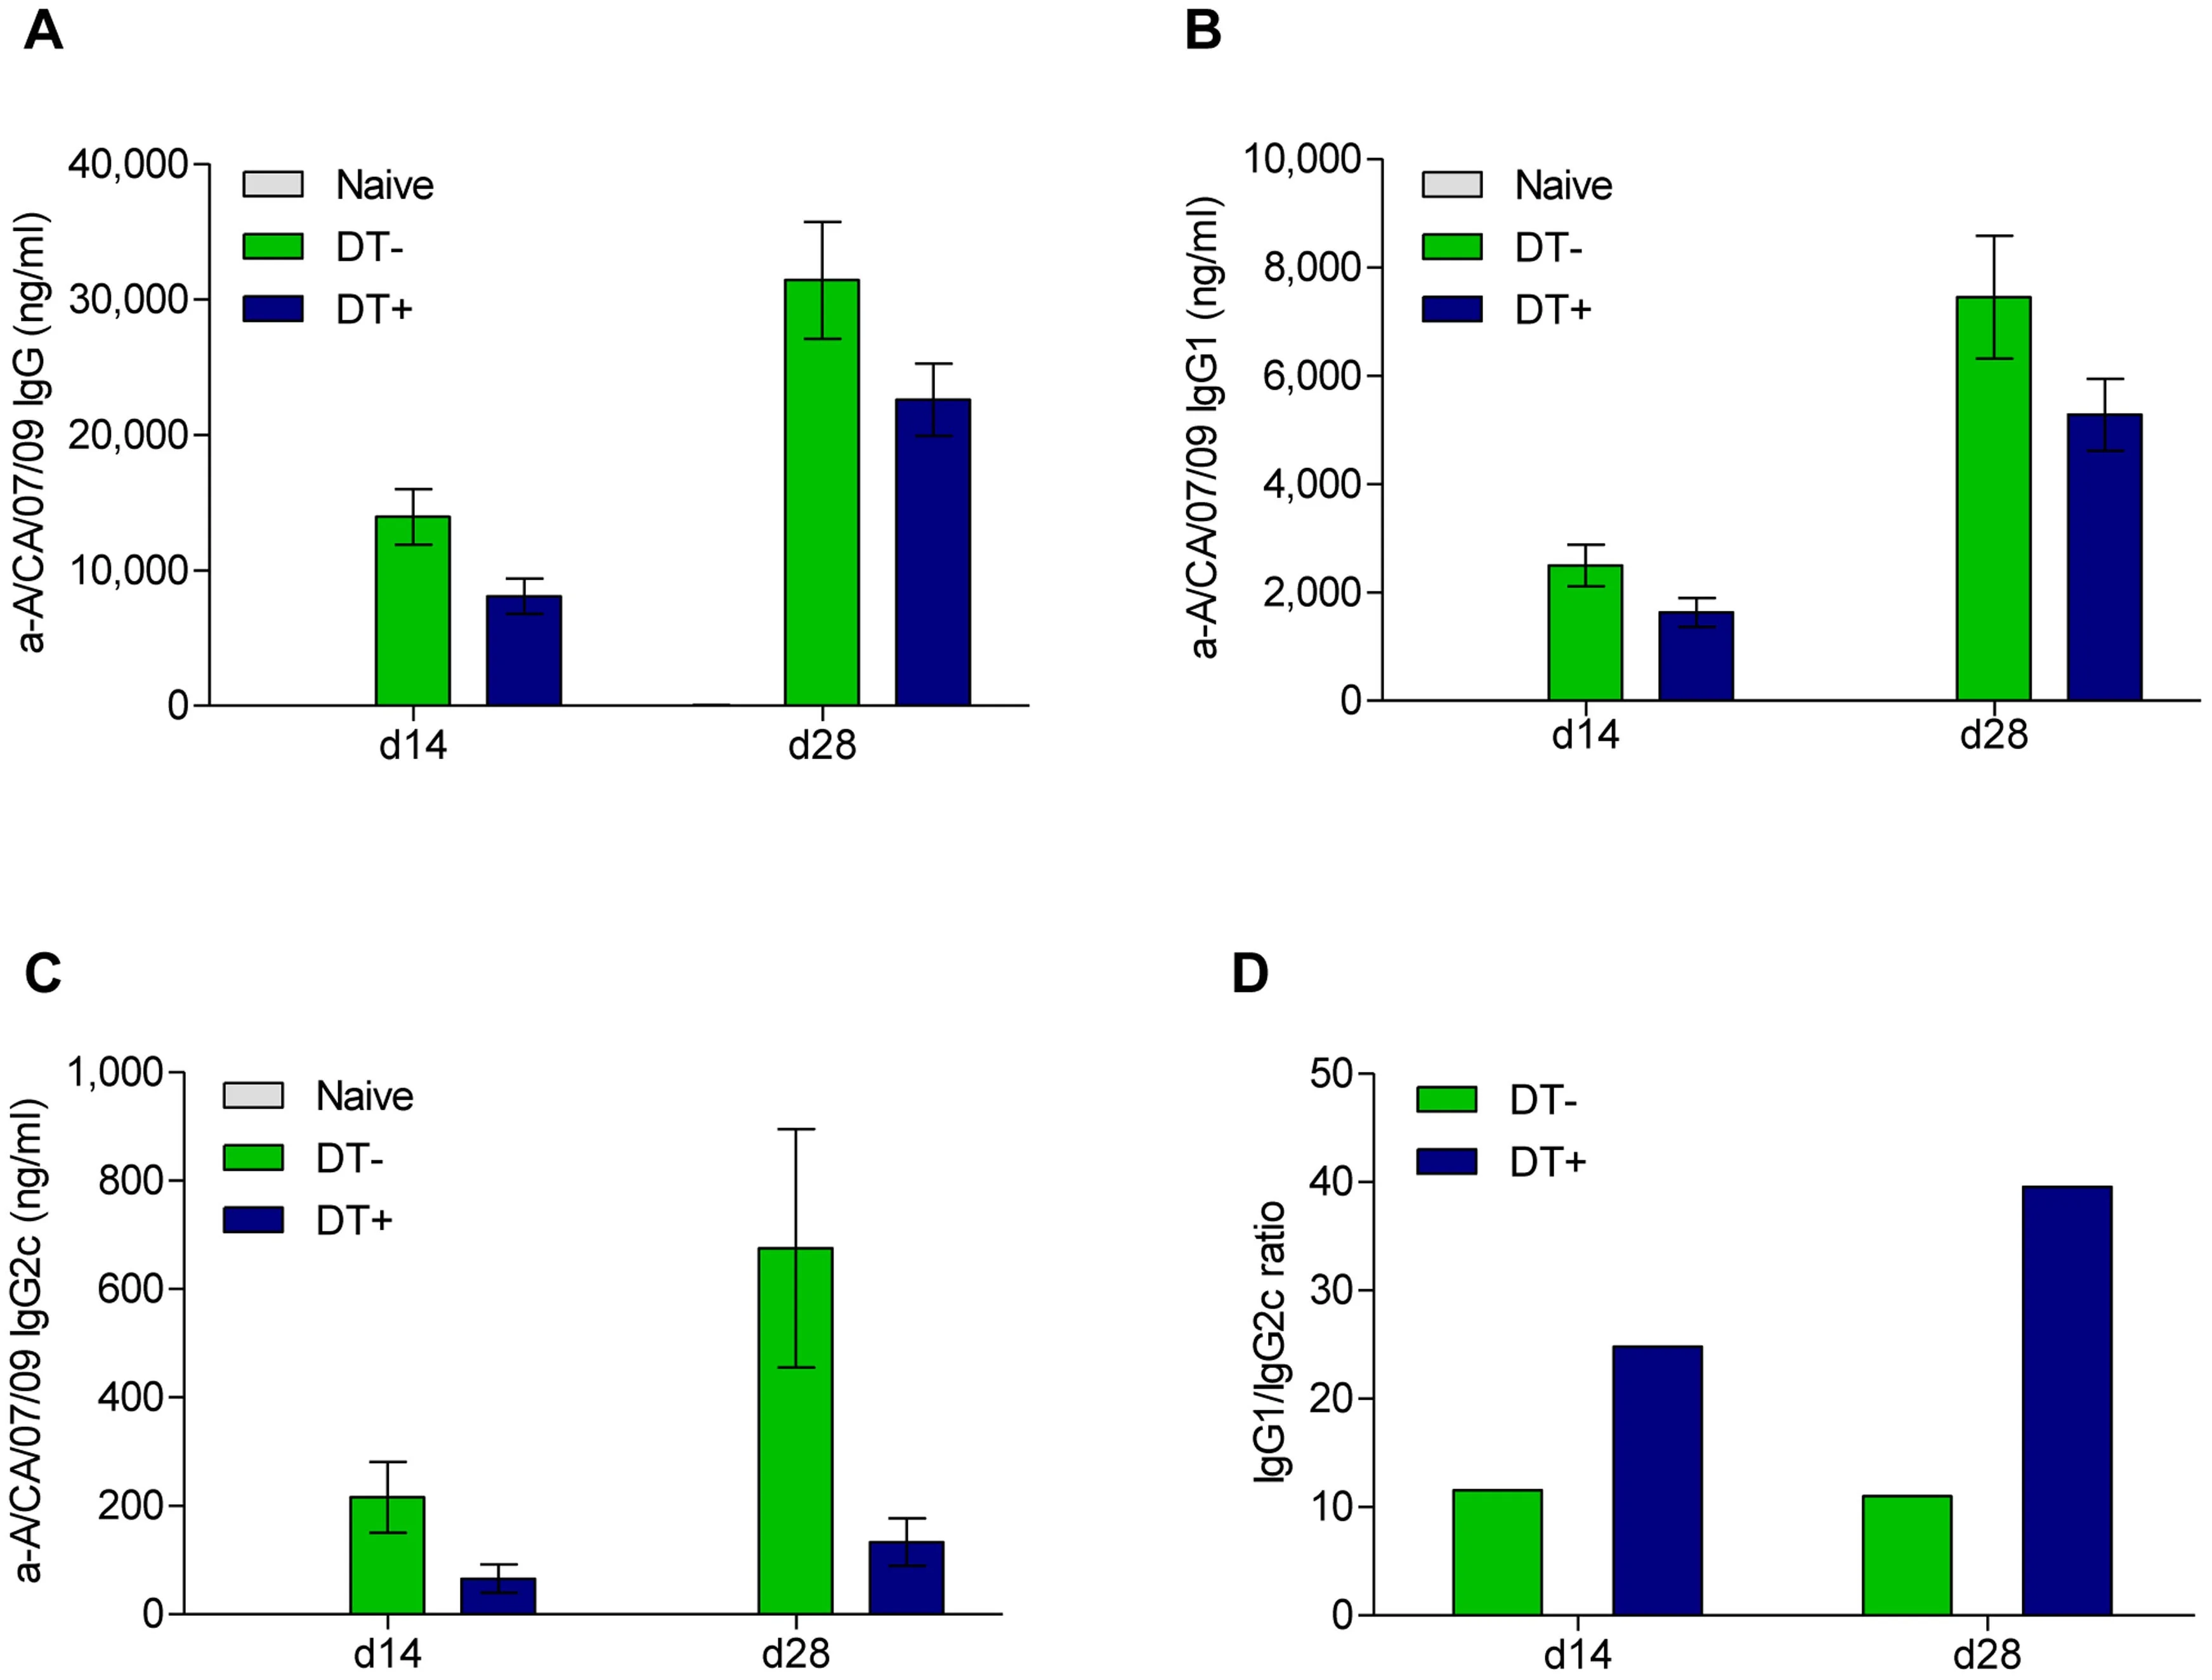 A
a-A/CA/07/09 IgG (ng/ml)
40,000
30,000
20,000
10,000
0
Naive
DT-
DT+
d14
d28
B
a-A/CA/07/09 IgG1 (ng/ml)
10,000
8,000
6,000
4,000
2,000
0
Naive
DT-
DT+
d14
d28
C
a-A/CA/07/09 IgG2c (ng/ml)
1,000
800
600
400
200
0
Naive
DT-
DT+
d14
d28
D
IgG1/IgG2c ratio
50
40
30
20
10
0
DT-
DT+
d14
d28